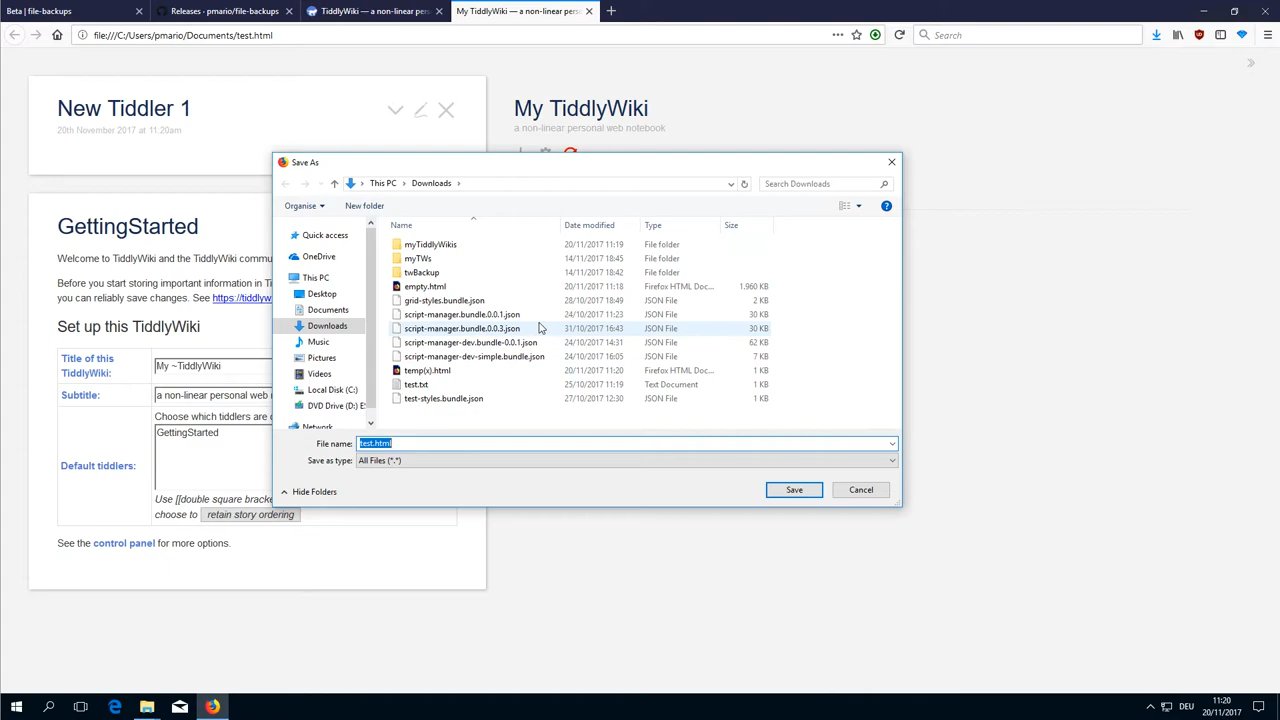 Beta | file-backups
Releases - pmario/file-backups
TiddlyWiki — a non-linear perso
My TiddlyWiki — a non-linear pers
file:///C:/Users/pmario/Documents/test.html
Search
New Tiddler 1
20th November 2017 at 11.20am
My TiddlyWiki
a non-linear personal web notebook
GettingStarted
Welcome to TiddlyWiki and the TiddlyWiki commu
Before you start storing important information in Ti
you can reliably save changes. See https://tiddlyw
Set up this TiddlyWiki
Title of this
TiddlyWiki:
My ~TiddlyWiki
Subtitle:
a non-linear personal web n
Default tiddlers:
Choose which tiddlers are d
GettingStarted
Use [[double square bracke
choose to retain story ordering
See the control panel for more options.
Save As
This PC
Downloads
Search Downloads
Organise
New folder
Quick access
OneDrive
This PC
Desktop
Documents
Downloads
Music
Pictures
Videos
Local Disk (C:)
DVD Drive (D:) E
Network
Name Date modified Type Size
myTiddlyWikis 20/11/2017 11:19 File folder
myTWs 14/11/2017 18:45 File folder
twBackup 14/11/2017 18:42 File folder
empty.html 20/11/2017 11:18 Firefox HTML Doc... 1.960 KB
grid-styles.bundle.json 28/10/2017 18:49 JSON File 2 KB
script-manager.bundle.0.0.1.json 24/10/2017 11:23 JSON File 30 KB
script-manager.bundle.0.0.3.json 31/10/2017 16:43 JSON File 30 KB
script-manager-dev.bundle-0.0.1.json 24/10/2017 14:31 JSON File 62 KB
script-manager-dev-simple.bundle.json 24/10/2017 16:05 JSON File 7 KB
temp(x).html 20/11/2017 11:20 Firefox HTML Doc... 1 KB
test.txt 25/10/2017 11:19 Text Document 1 KB
test-styles.bundle.json 27/10/2017 12:30 JSON File 1 KB
File name: test.html
Save as type: All Files (*.*)
Hide Folders
Save
Cancel
DEU
11:20
20/11/2017